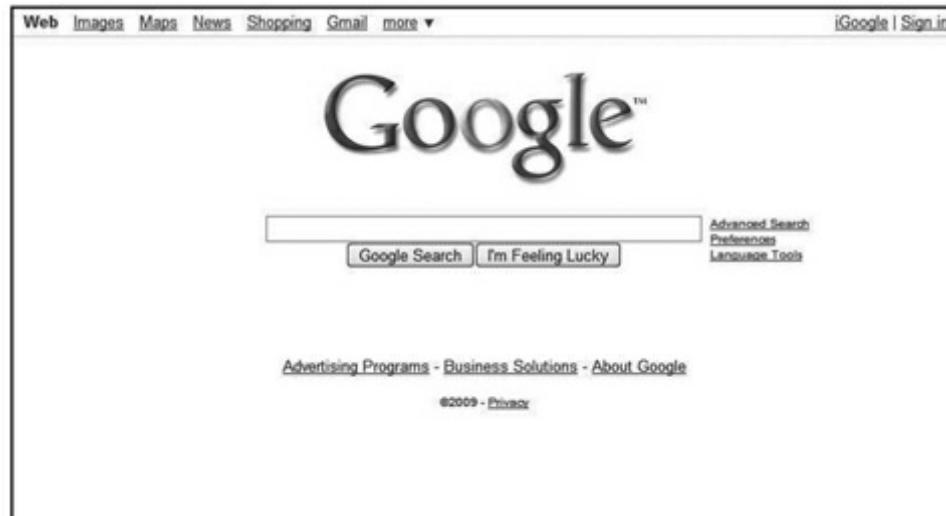 Web Images Maps News Shopping Gmail more ▼ iGoogle | Sign in
Google™
Advanced Search
Preferences
Google Search I'm Feeling Lucky Language Tools
Advertising Programs - Business Solutions - About Google
©2009 - Privacy